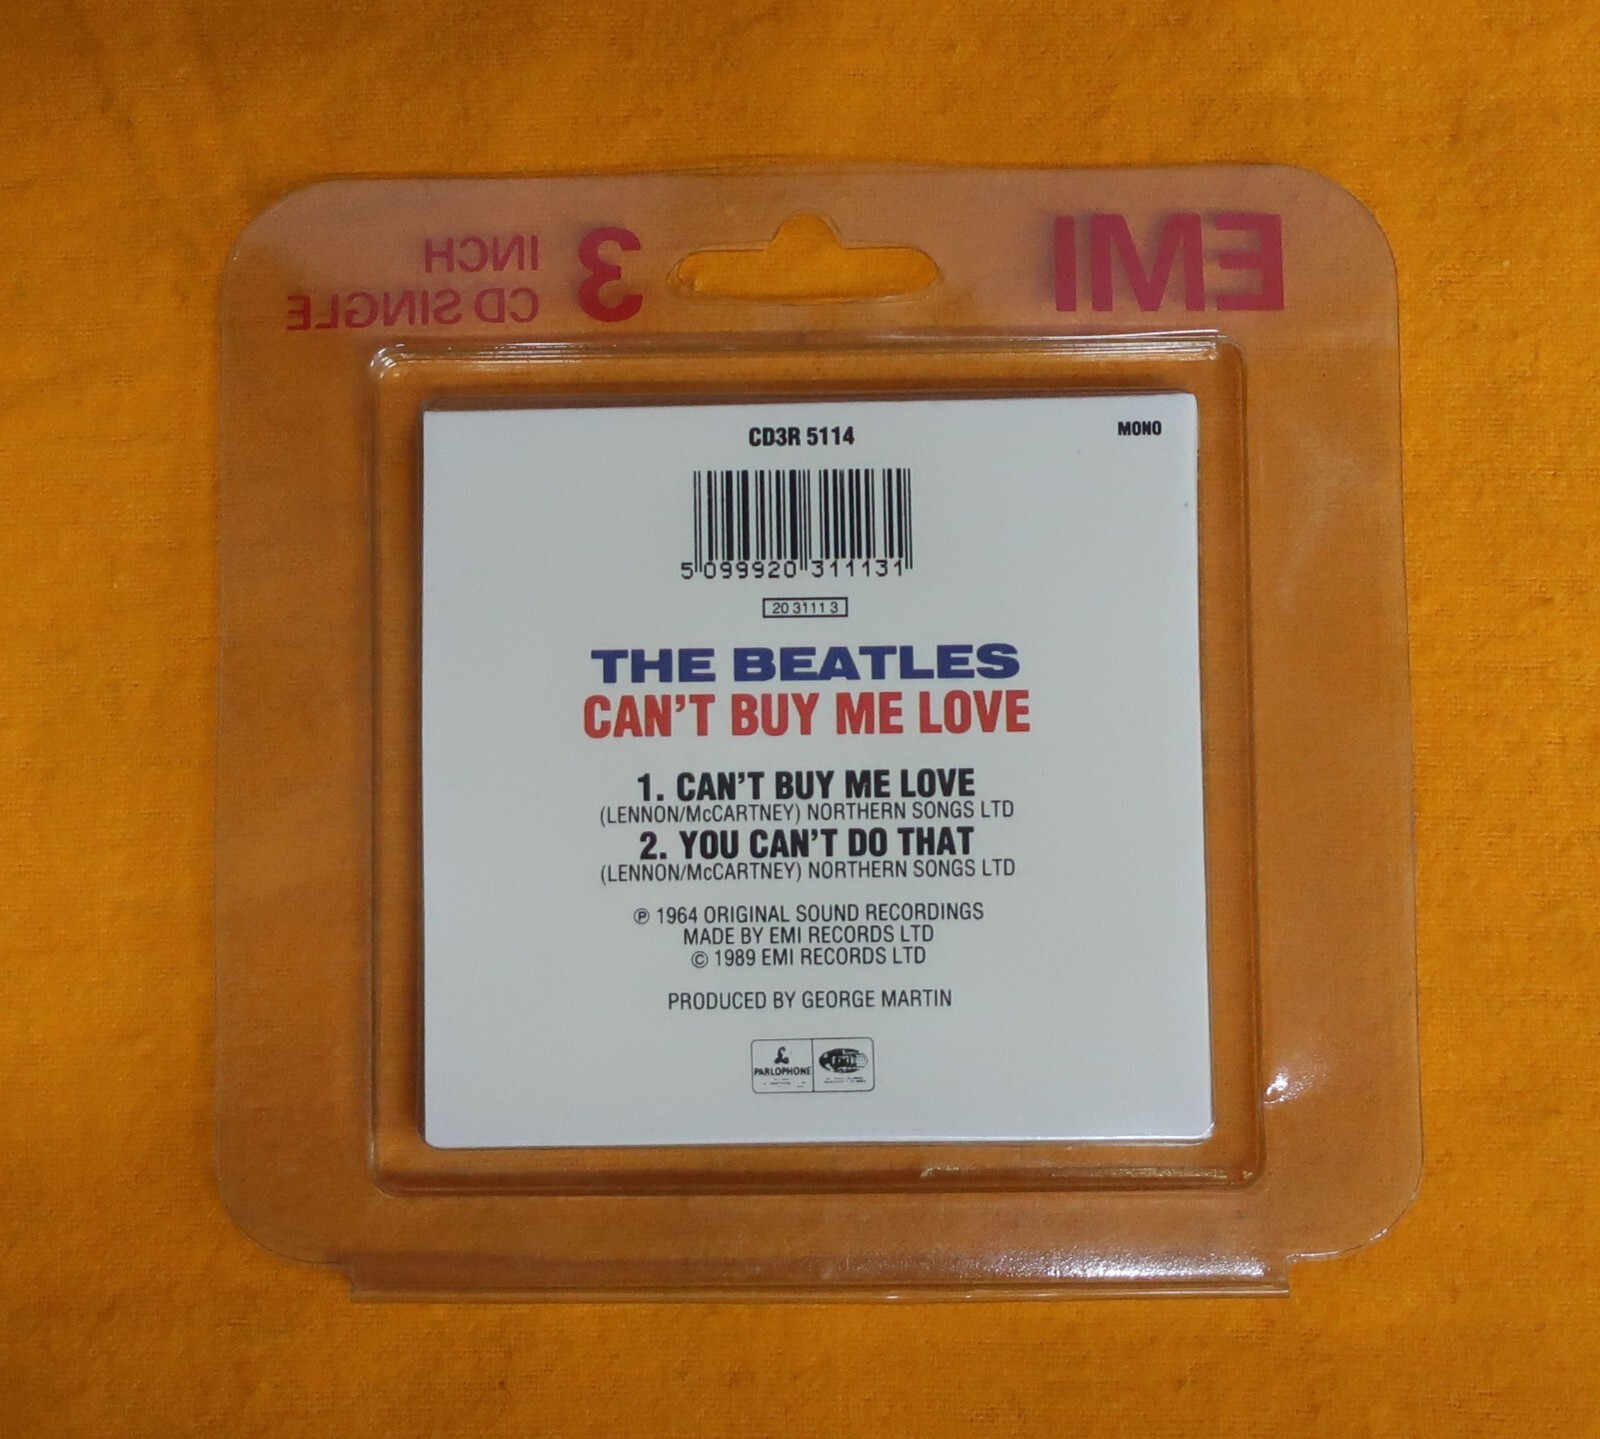 EMI
3 INCH
CD SINGLE
CD3R 5114
MONO
5 099920 311131
20 3111 3
THE BEATLES
CAN'T BUY ME LOVE
1. CAN'T BUY ME LOVE
(LENNON/McCARTNEY) NORTHERN SONGS LTD
2. YOU CAN'T DO THAT
(LENNON/McCARTNEY) NORTHERN SONGS LTD
℗ 1964 ORIGINAL SOUND RECORDINGS
MADE BY EMI RECORDS LTD
© 1989 EMI RECORDS LTD
PRODUCED BY GEORGE MARTIN
£
PARLOPHONE
EMI